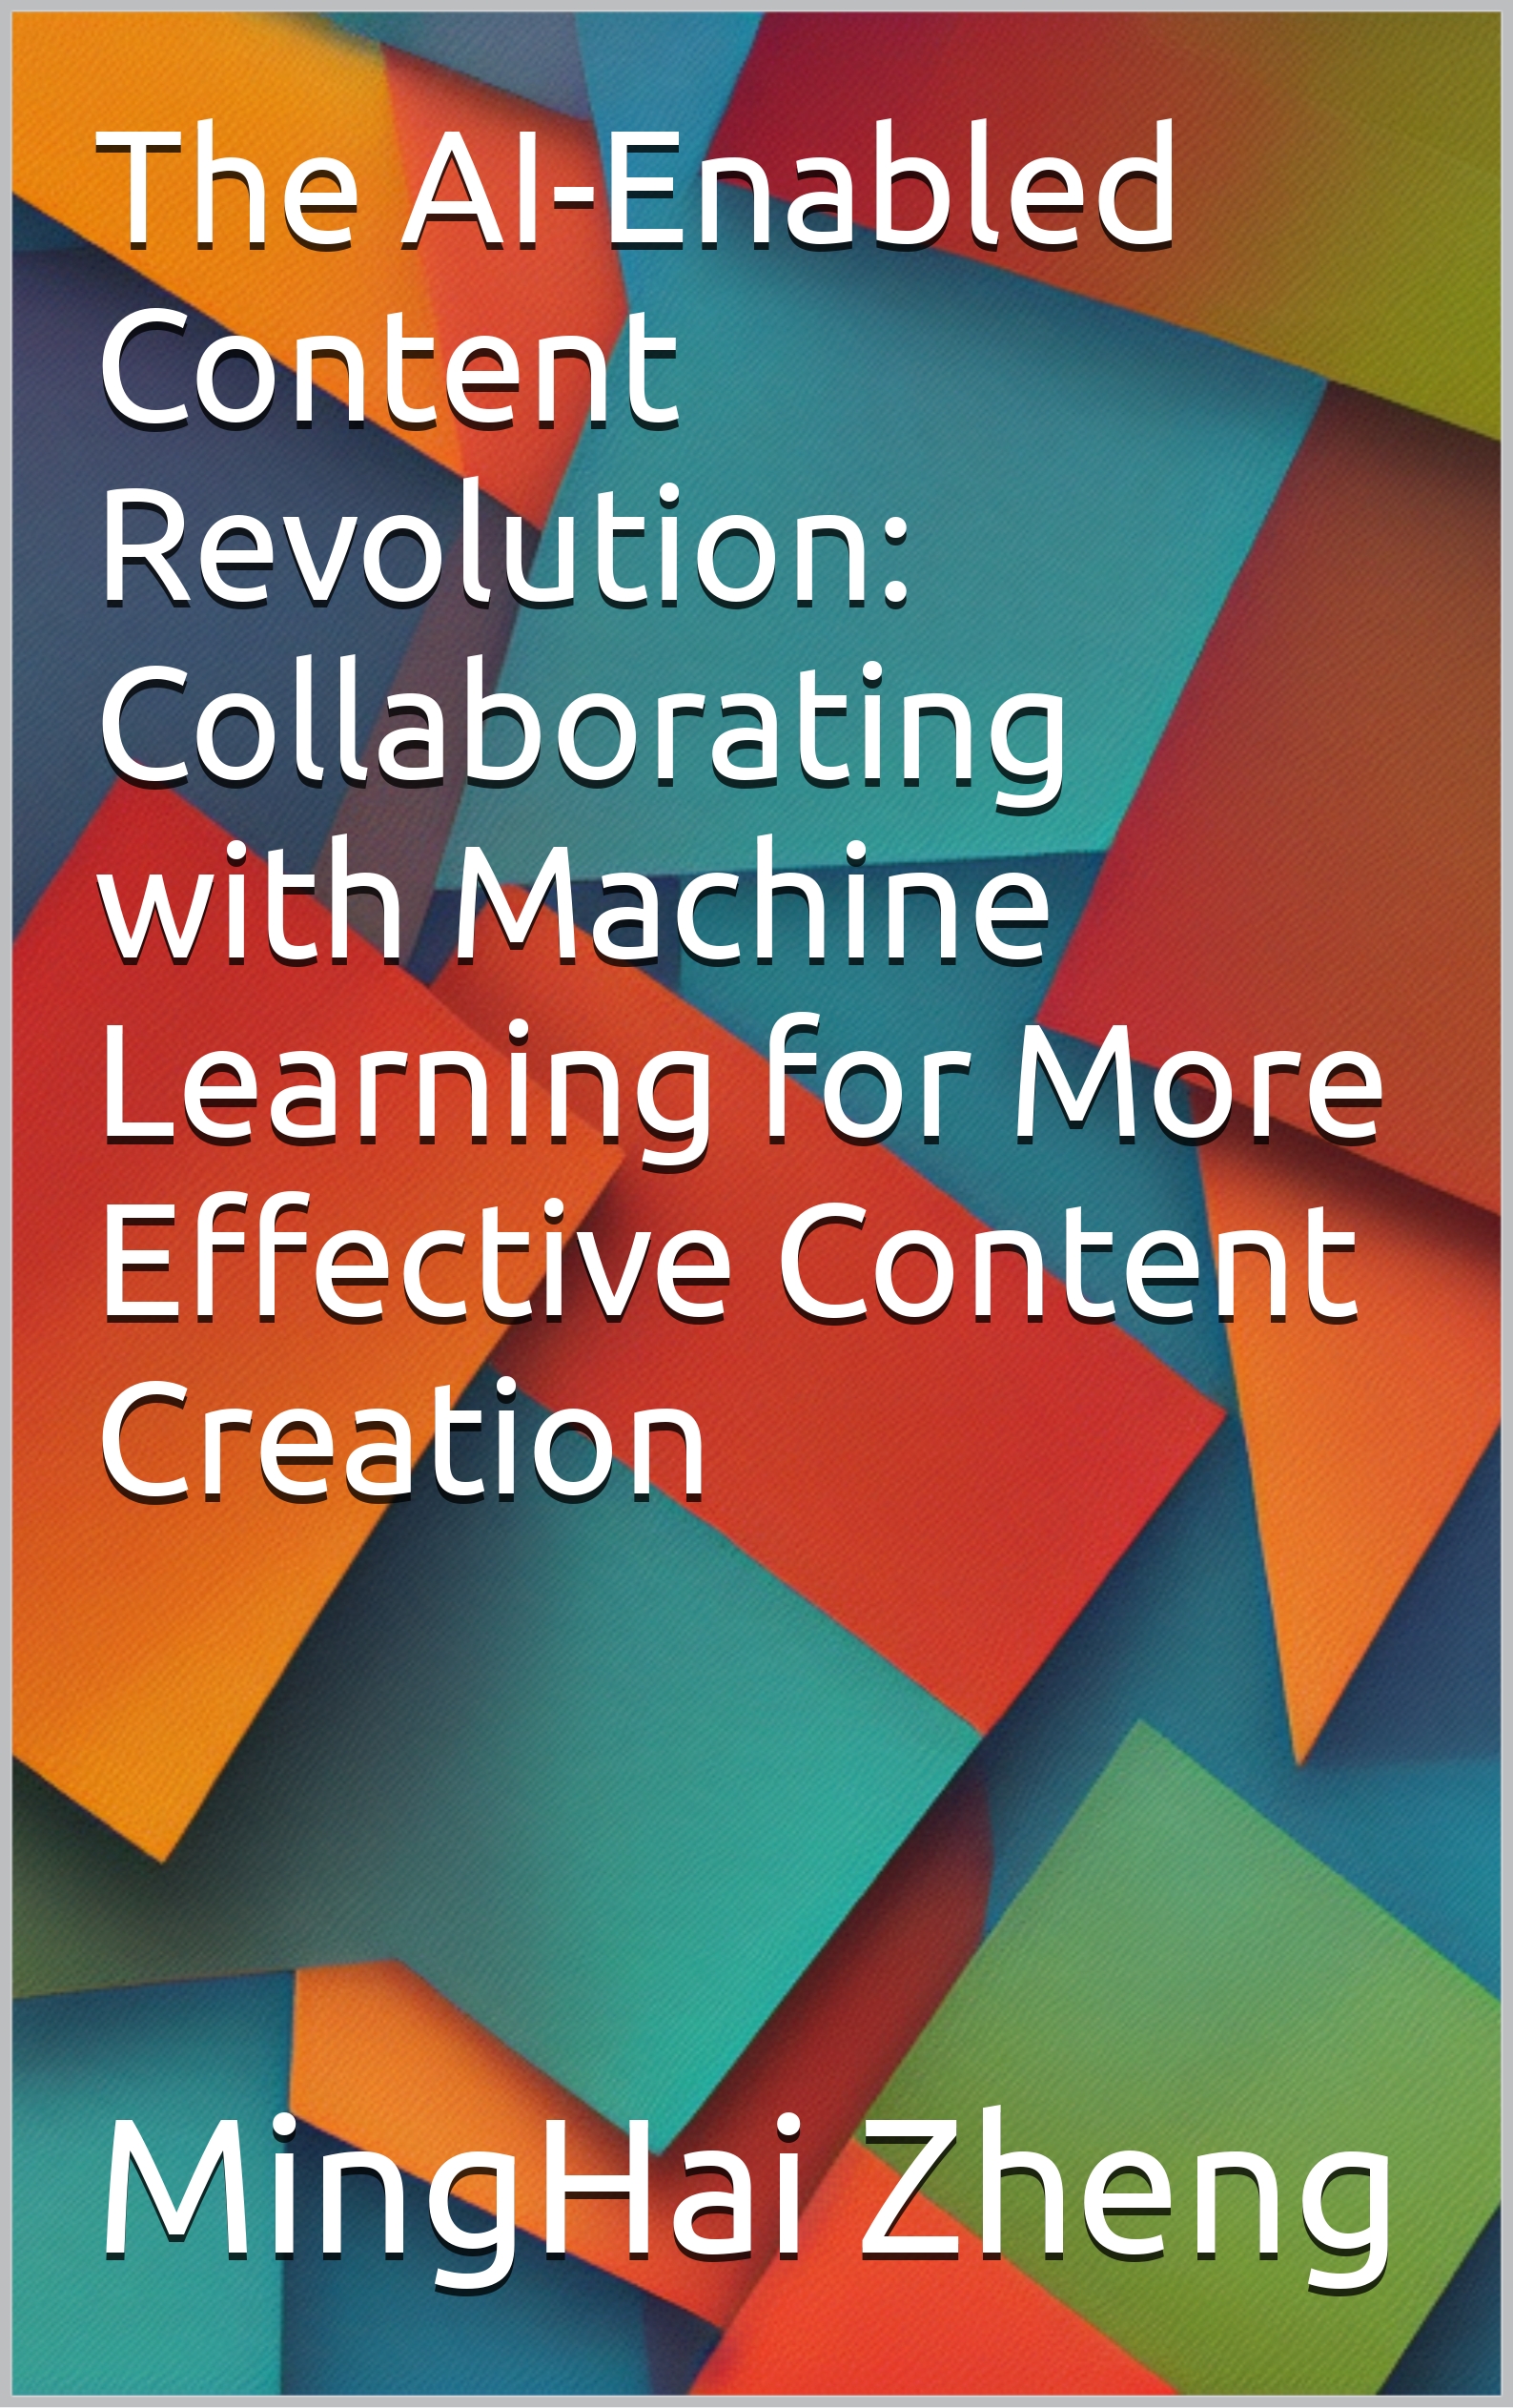 The AI-Enabled
Content
Revolution:
Collaborating
with Machine
Learning for More
Effective Content
Creation
MingHai Zheng